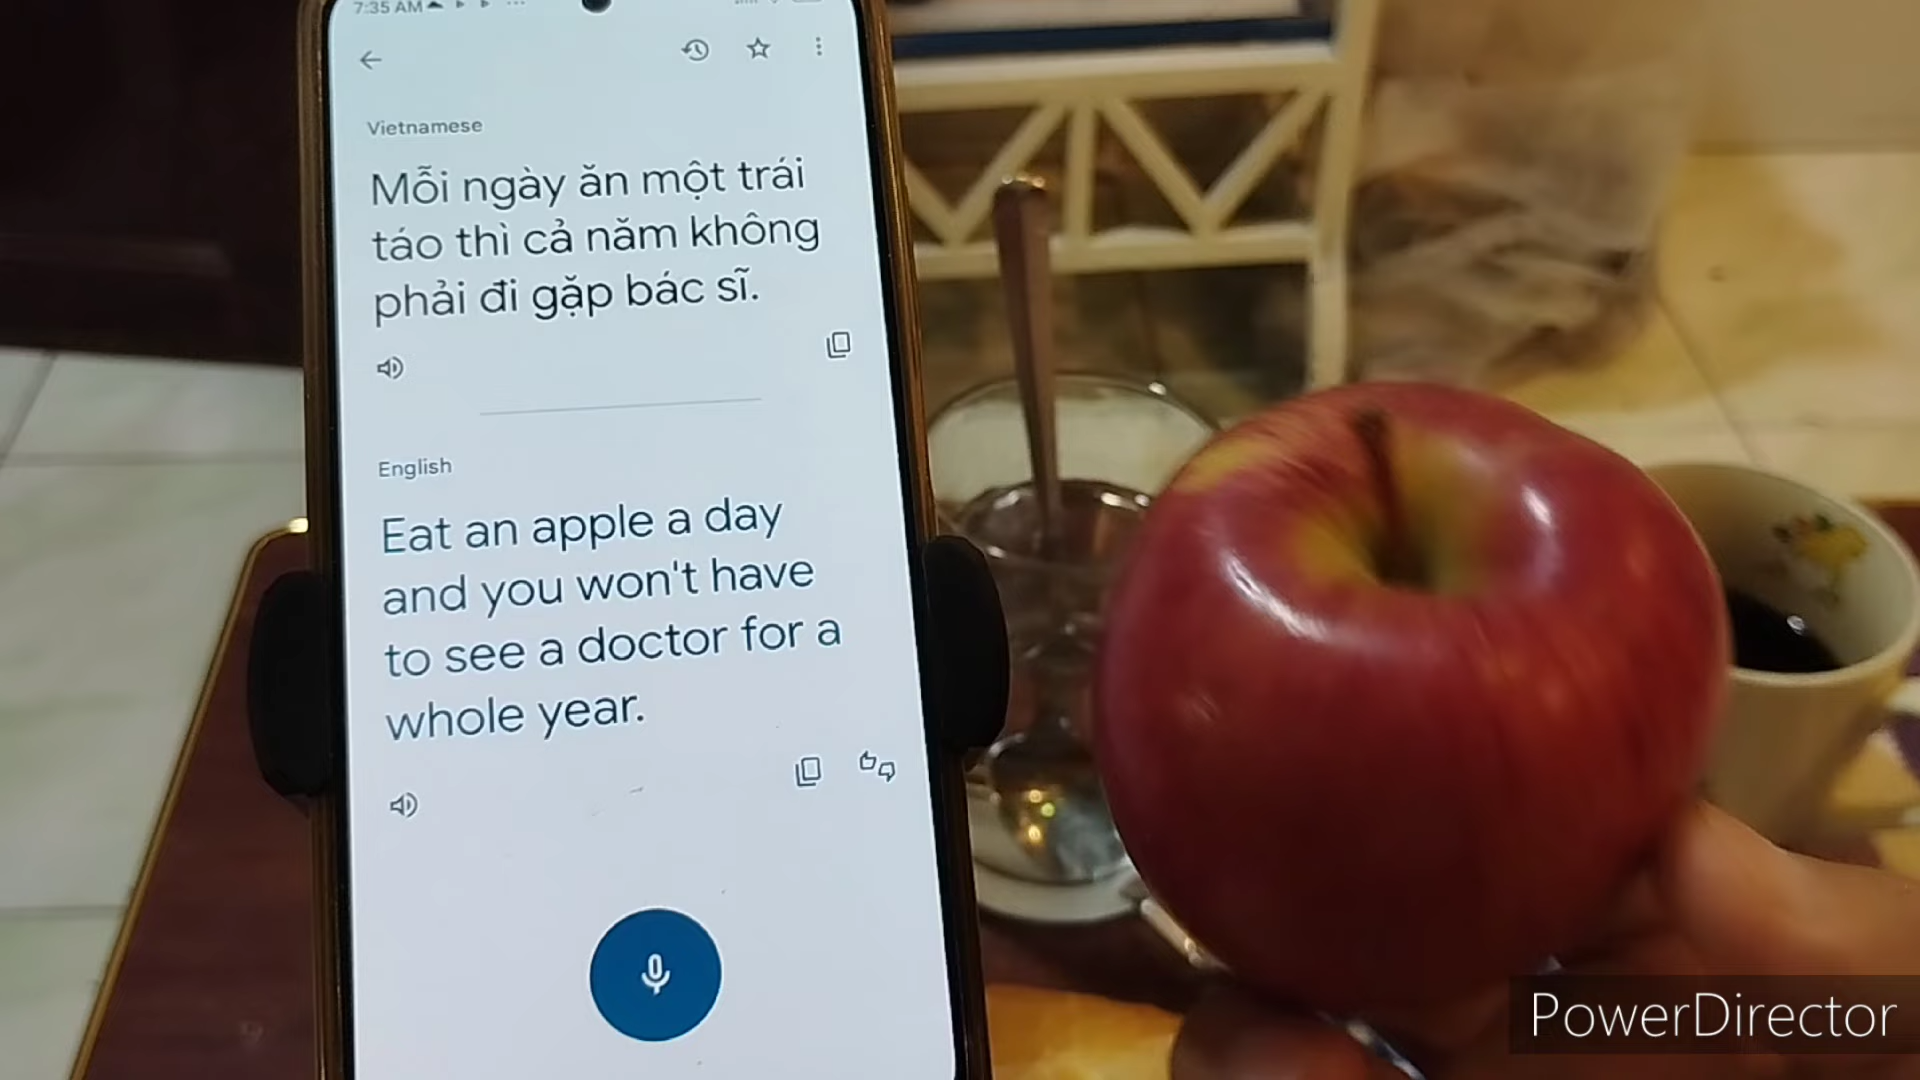 7:35 AM
Vietnamese
Mỗi ngày ăn một trái
táo thì cả năm không
phải đi gặp bác sĩ.
English
Eat an apple a day
and you won't have
to see a doctor for a
whole year.
PowerDirector